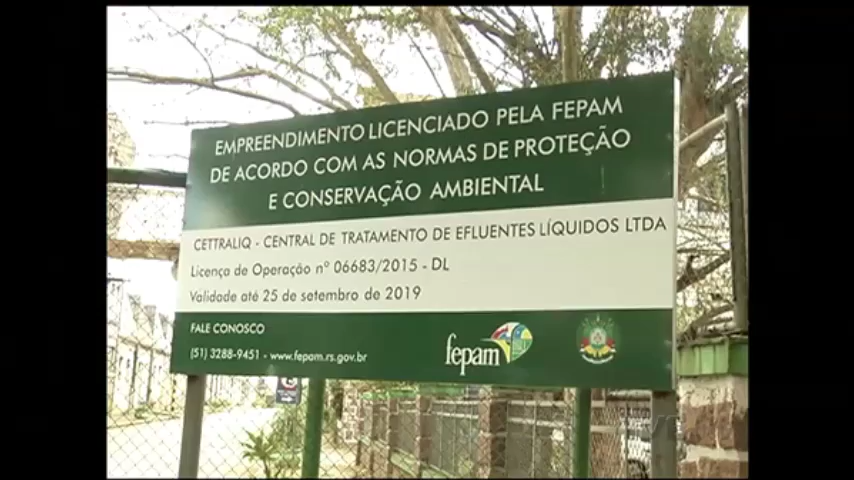 EMPREENDIMENTO LICENCIADO PELA FEPAM
DE ACORDO COM AS NORMAS DE PROTEÇÃO
E CONSERVAÇÃO AMBIENTAL
CETTRALIQ - CENTRAL DE TRATAMENTO DE EFLUENTES LÍQUIDOS LTDA
Licença de Operação nº 06683/2015 - DL
Validade até 25 de setembro de 2019
FALE CONOSCO
(51) 3288-9451 - www.fepam.rs.gov.br
fepam